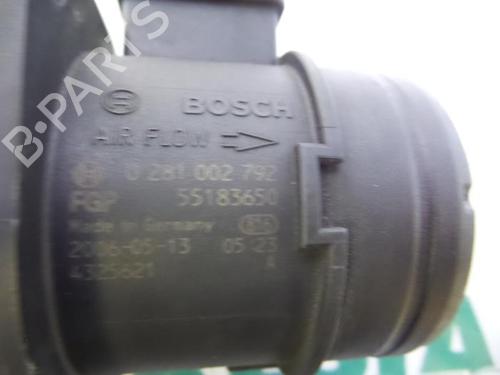 BOSCH
AIR FLOW
0 281 002 792
FGP 55183650
Made in Germany
2006-05-13 05 23
4325621 A
B-PARTS